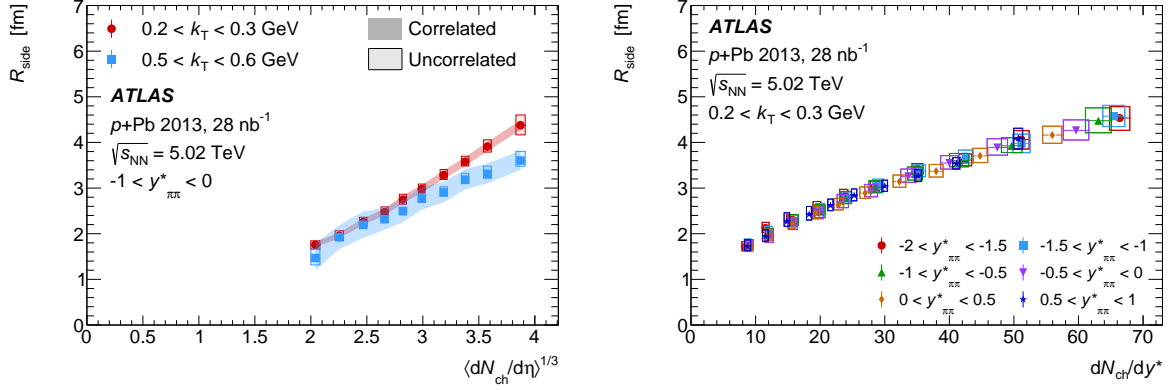 R_side [fm]
7
6
5
4
3
2
1
0
0.2 < k_T < 0.3 GeV
0.5 < k_T < 0.6 GeV
Correlated
Uncorrelated
ATLAS
p+Pb 2013, 28 nb⁻¹
√s_NN = 5.02 TeV
-1 < y*_ππ < 0
0 0.5 1 1.5 2 2.5 3 3.5 4
⟨dN_ch/dη⟩^1/3
R_side [fm]
7
6
5
4
3
2
1
0
ATLAS
p+Pb 2013, 28 nb⁻¹
√s_NN = 5.02 TeV
0.2 < k_T < 0.3 GeV
-2 < y*_ππ < -1.5
-1.5 < y*_ππ < -1
-1 < y*_ππ < -0.5
-0.5 < y*_ππ < 0
0 < y*_ππ < 0.5
0.5 < y*_ππ < 1
0 10 20 30 40 50 60 70
dN_ch/dy*